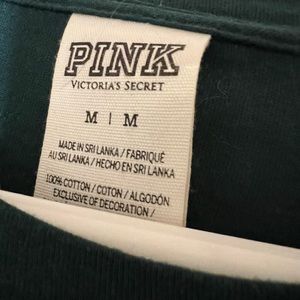 PINK
VICTORIA'S SECRET
M | M
MADE IN SRI LANKA / FABRIQUÉ
AU SRI LANKA / HECHO EN SRI LANKA
100% COTTON / COTON / ALGODÓN
EXCLUSIVE OF DECORATION /